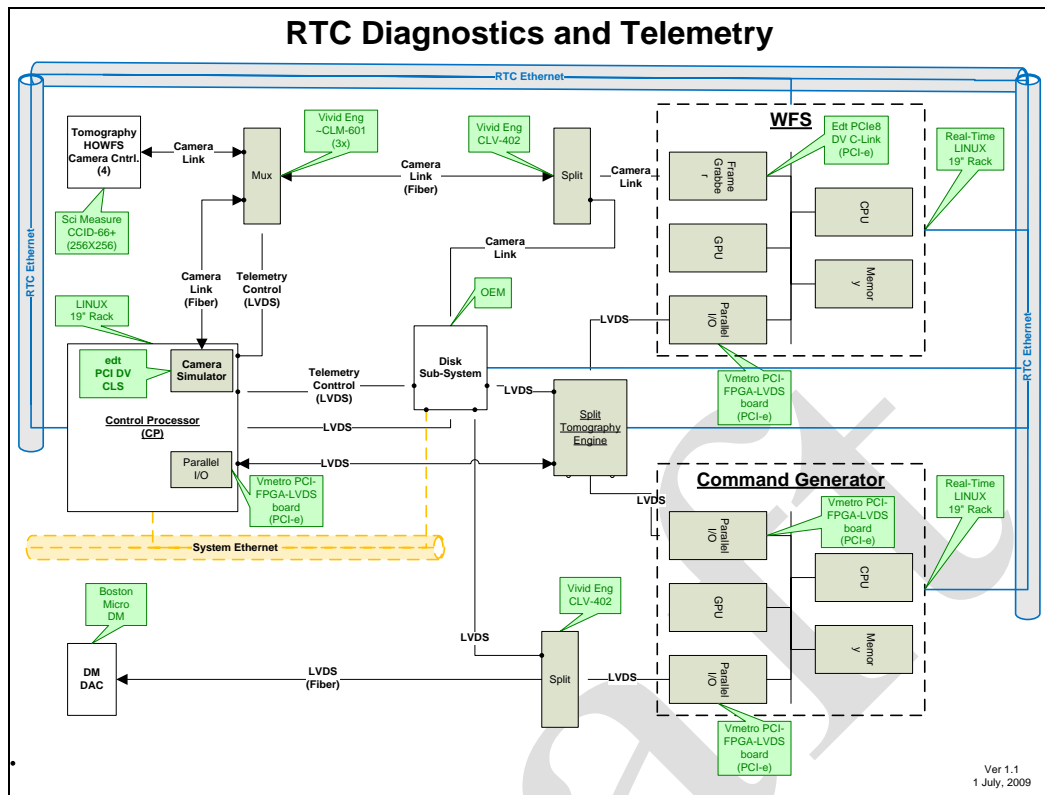 RTC Diagnostics and Telemetry
RTC Ethernet
RTC Ethernet
RTC Ethernet
Tomography
HOWFS
Camera Cntrl.
(4)
Camera
Link
Mux
Vivid Eng
~CLM-601
(3x)
Camera
Link
(Fiber)
Vivid Eng
CLV-402
Split
Camera
Link
WFS
Frame
Grabbe
r
Edt PCIe8
DV C-Link
(PCI-e)
Real-Time
LINUX
19" Rack
CPU
GPU
Memor
y
Parallel
I/O
Sci Measure
CCID-66+
(256X256)
Camera
Link
(Fiber)
Telemetry
Control
(LVDS)
Camera
Link
OEM
LINUX
19" Rack
edt
PCI DV
CLS
Camera
Simulator
Control Processor
(CP)
Parallel
I/O
Vmetro PCI-
FPGA-LVDS
board
(PCI-e)
Telemetry
Conttrol
(LVDS)
LVDS
LVDS
Disk
Sub-System
LVDS
LVDS
Split
Tomography
Engine
Vmetro PCI-
FPGA-LVDS
board
(PCI-e)
LVDS
System Ethernet
Command Generator
Parallel
I/O
Vmetro PCI-
FPGA-LVDS
board
(PCI-e)
Real-Time
LINUX
19" Rack
CPU
GPU
Memor
y
Parallel
I/O
Vmetro PCI-
FPGA-LVDS
board
(PCI-e)
Boston
Micro
DM
DM
DAC
LVDS
(Fiber)
LVDS
Vivid Eng
CLV-402
Split
LVDS
Ver 1.1
1 July, 2009